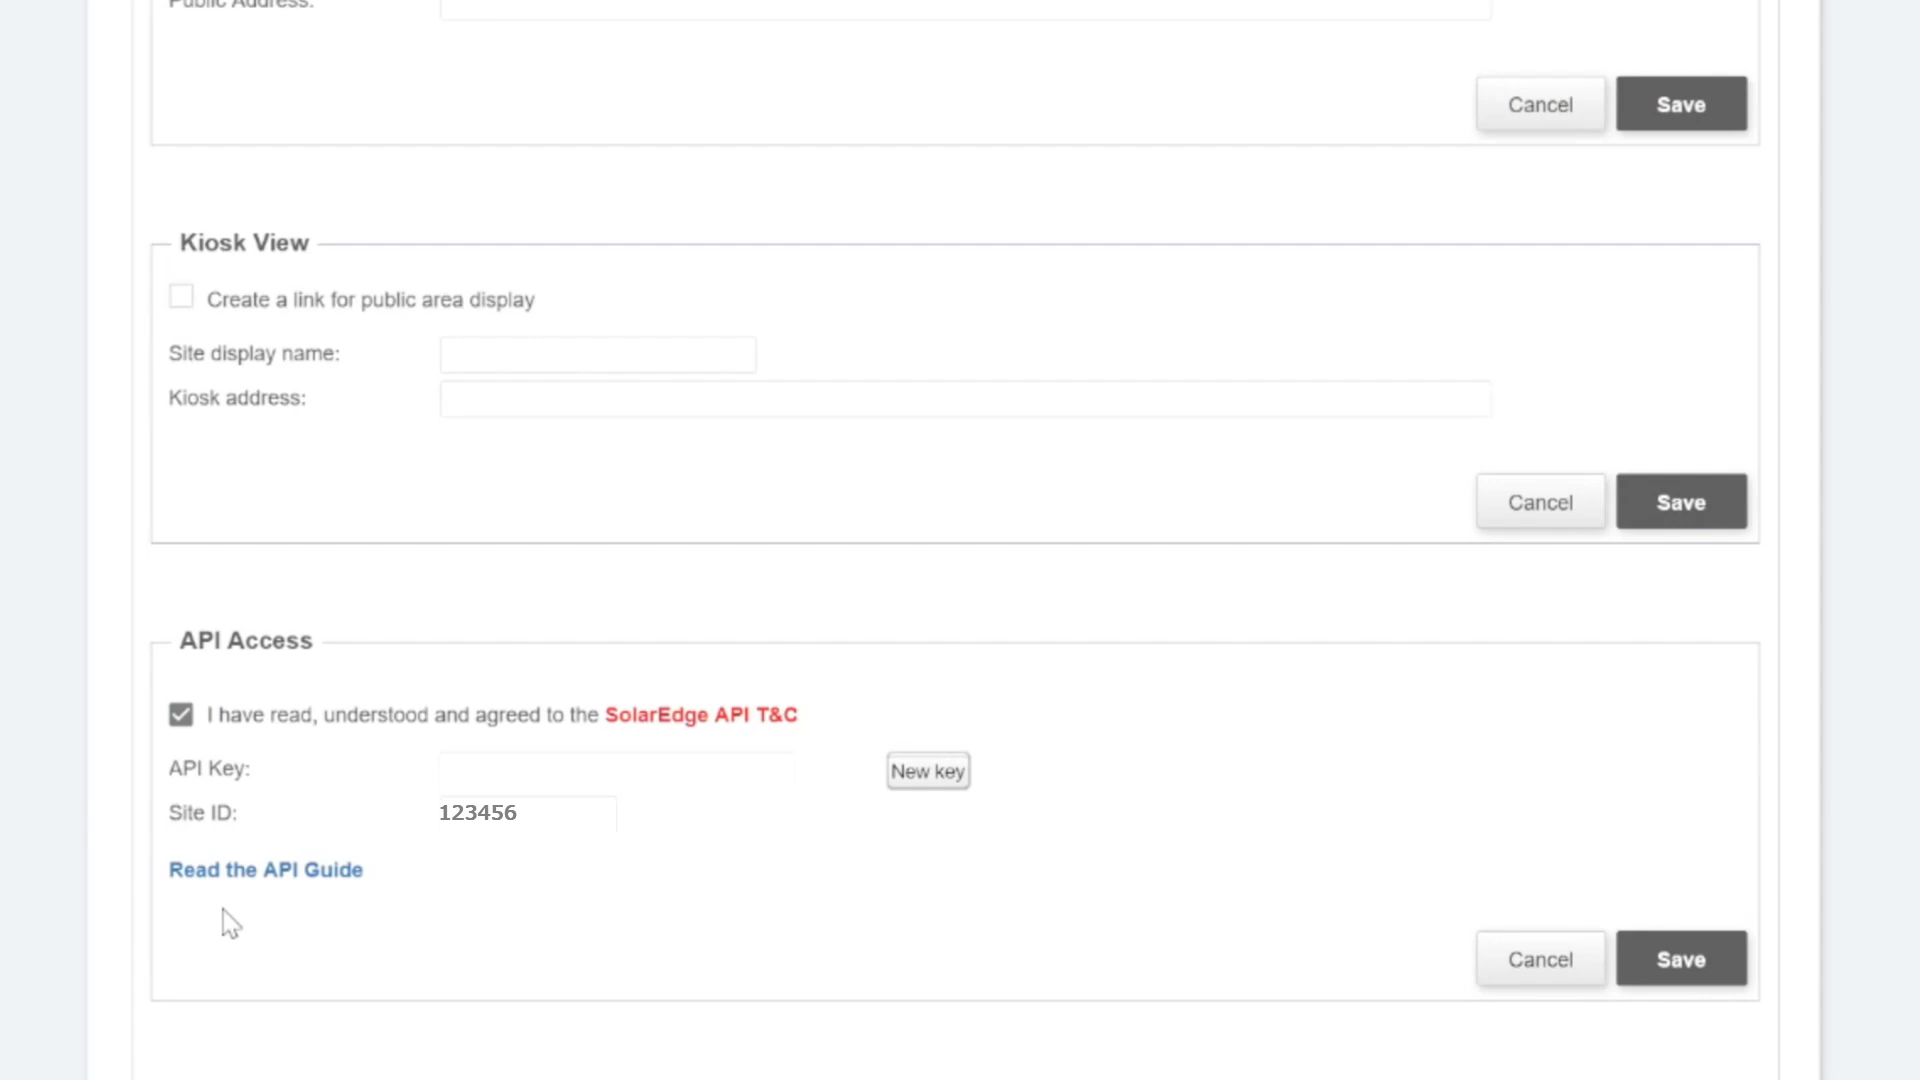 Public Address:
Cancel Save
Kiosk View
Create a link for public area display
Site display name:
Kiosk address:
Cancel Save
API Access
I have read, understood and agreed to the SolarEdge API T&C
API Key: New key
Site ID: 123456
Read the API Guide
Cancel Save